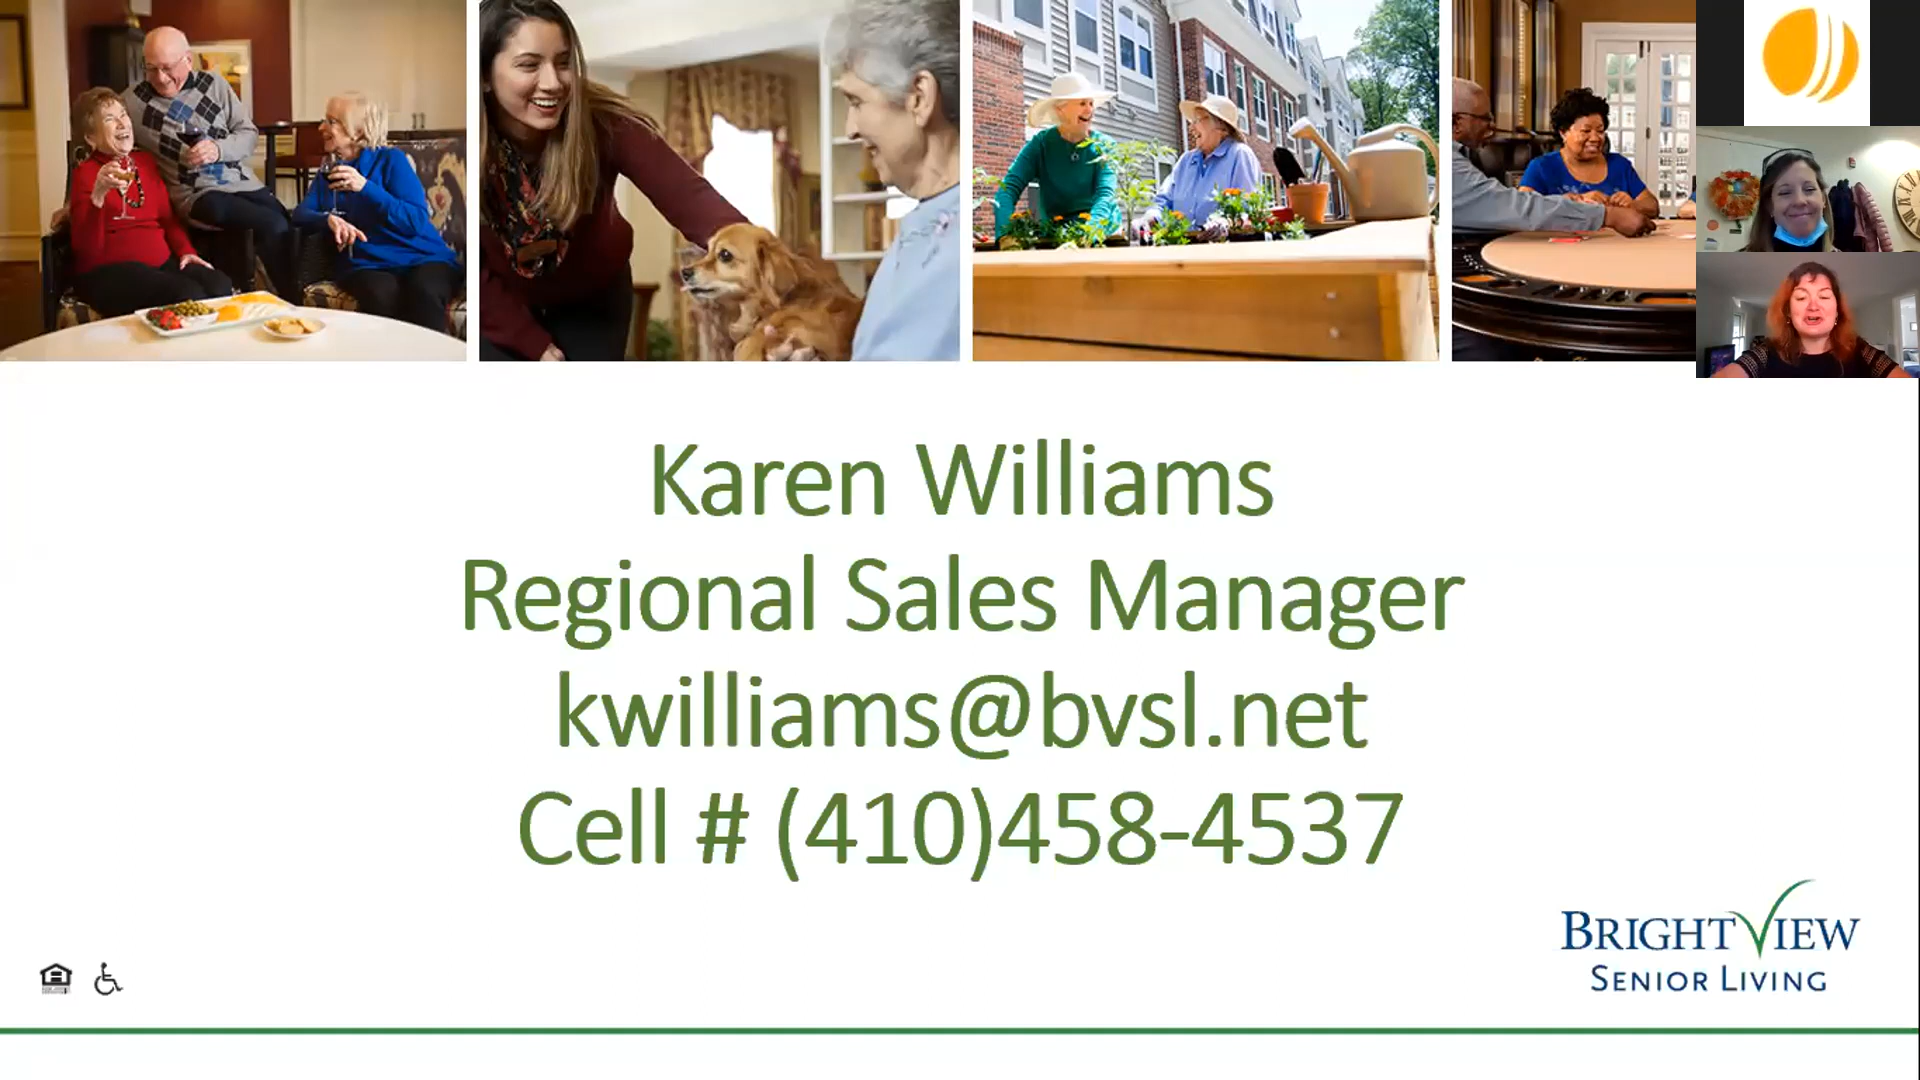 Karen Williams
Regional Sales Manager
kwilliams@bvsl.net
Cell # (410)458-4537
BRIGHTVIEW
SENIOR LIVING